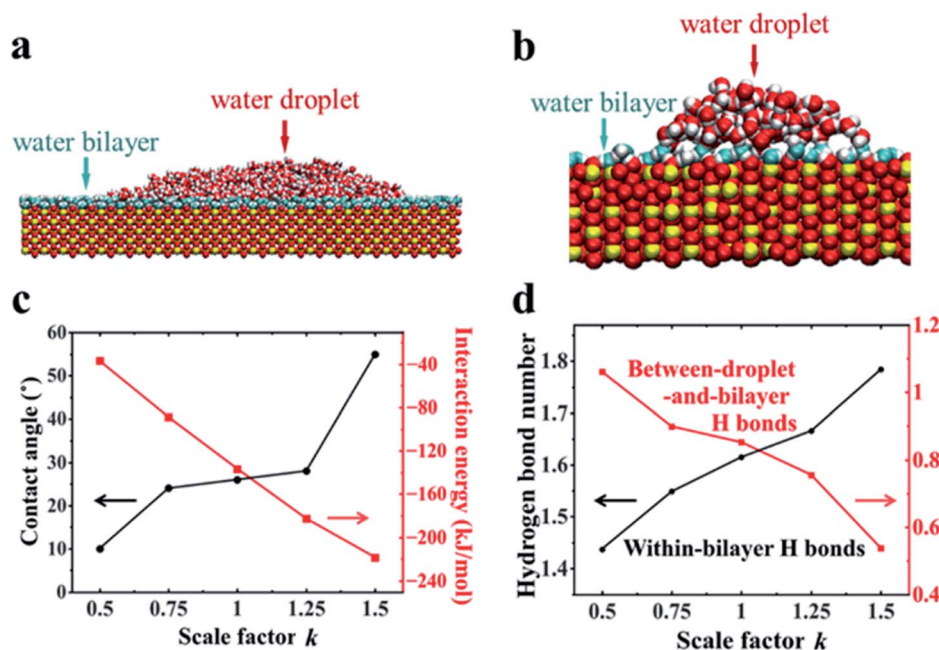 a
water droplet
water bilayer
b
water droplet
water bilayer
c
60
50
40
30
20
10
0
Contact angle (°)
−40
−80
−120
−160
−200
−240
Interaction energy (kJ/mol)
0.5 0.75 1 1.25 1.5
Scale factor k
d
1.8
1.7
1.6
1.5
1.4
Hydrogen bond number
Between-droplet
-and-bilayer
H bonds
Within-bilayer H bonds
1.2
1
0.8
0.6
0.4
0.5 0.75 1 1.25 1.5
Scale factor k